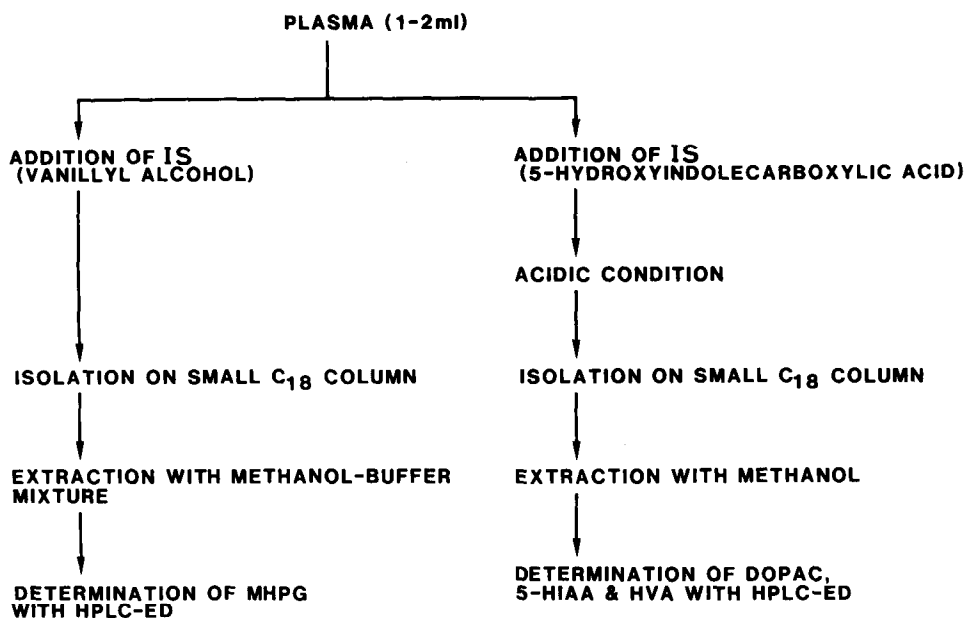 PLASMA (1-2ml)
ADDITION OF IS
(VANILLYL ALCOHOL)
ISOLATION ON SMALL C18 COLUMN
EXTRACTION WITH METHANOL-BUFFER
MIXTURE
DETERMINATION OF MHPG
WITH HPLC-ED
ADDITION OF IS
(5-HYDROXYINDOLECARBOXYLIC ACID)
ACIDIC CONDITION
ISOLATION ON SMALL C18 COLUMN
EXTRACTION WITH METHANOL
DETERMINATION OF DOPAC,
5-HIAA & HVA WITH HPLC-ED